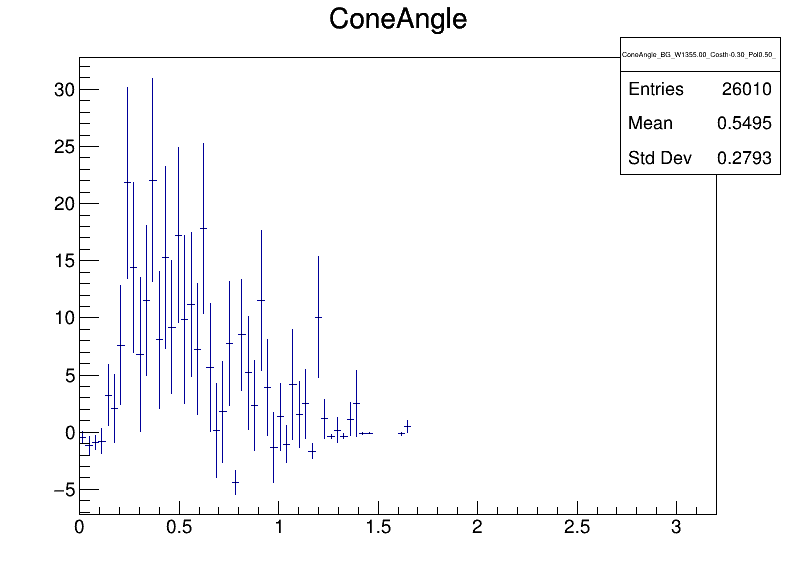 ConeAngle
ConeAngle_BG_W1355.00_Costh-0.30_Pol0.50_
Entries 26010
Mean 0.5495
Std Dev 0.2793
30
25
20
15
10
5
0
−5
0 0.5 1 1.5 2 2.5 3